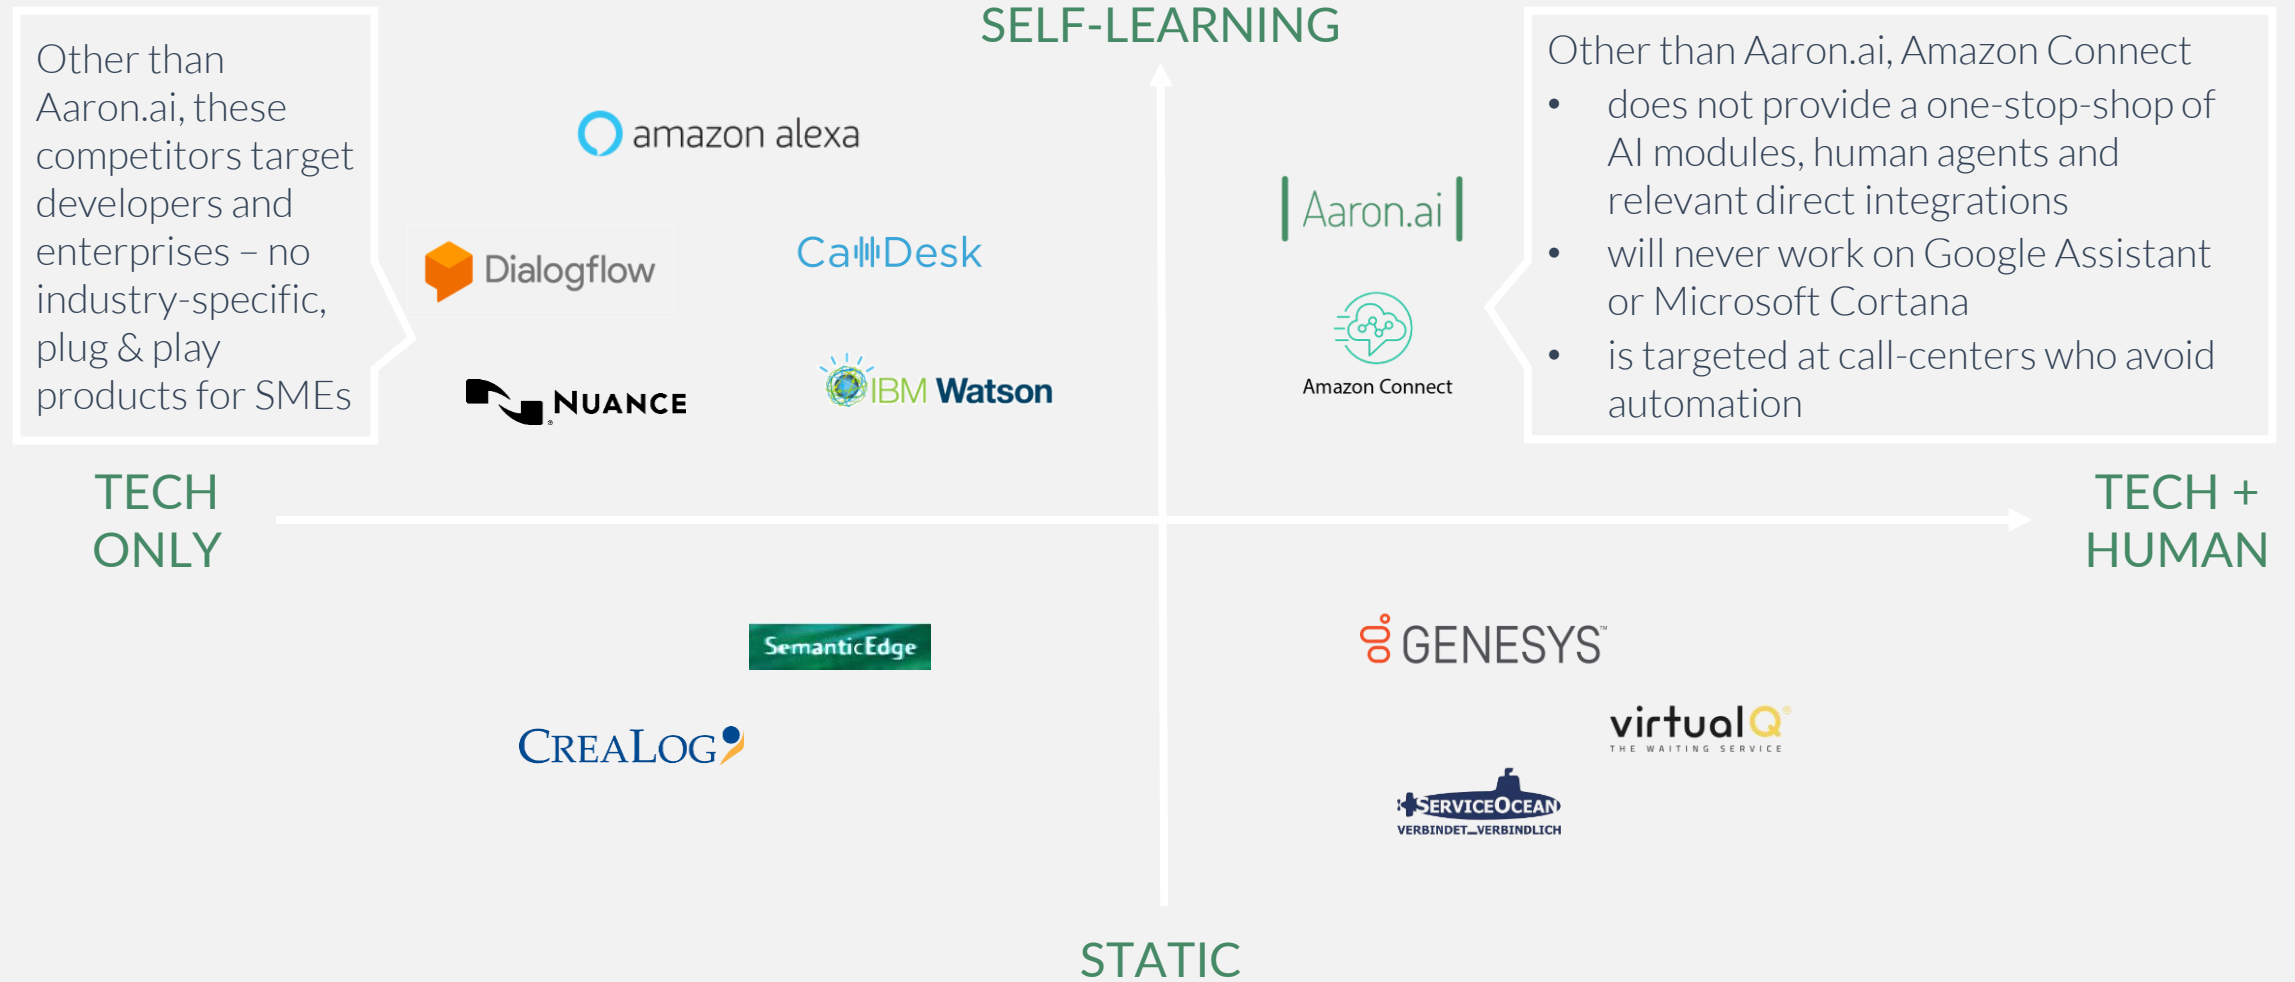 SELF-LEARNING
Other than
Aaron.ai, these
competitors target
developers and
enterprises – no
industry-specific,
plug & play
products for SMEs
amazon alexa
Dialogflow
CallDesk
NUANCE
IBM Watson
Aaron.ai
Amazon Connect
Other than Aaron.ai, Amazon Connect
• does not provide a one-stop-shop of
AI modules, human agents and
relevant direct integrations
• will never work on Google Assistant
or Microsoft Cortana
• is targeted at call-centers who avoid
automation
TECH
ONLY
TECH +
HUMAN
SemanticEdge
CREALOG
GENESYS™
virtualQ®
THE WAITING SERVICE
SERVICEOCEAN
VERBINDET_VERBINDLICH
STATIC